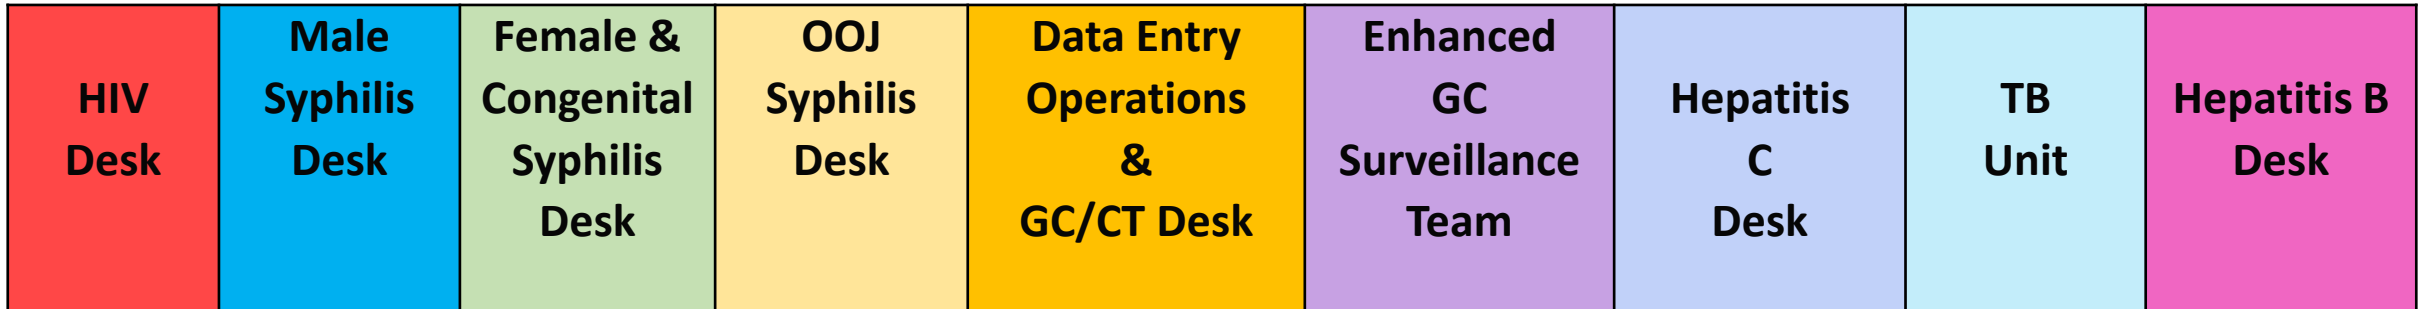 HIV
Desk
Male
Syphilis
Desk
Female &
Congenital
Syphilis
Desk
OOJ
Syphilis
Desk
Data Entry
Operations
&
GC/CT Desk
Enhanced
GC
Surveillance
Team
Hepatitis
C
Desk
TB
Unit
Hepatitis B
Desk